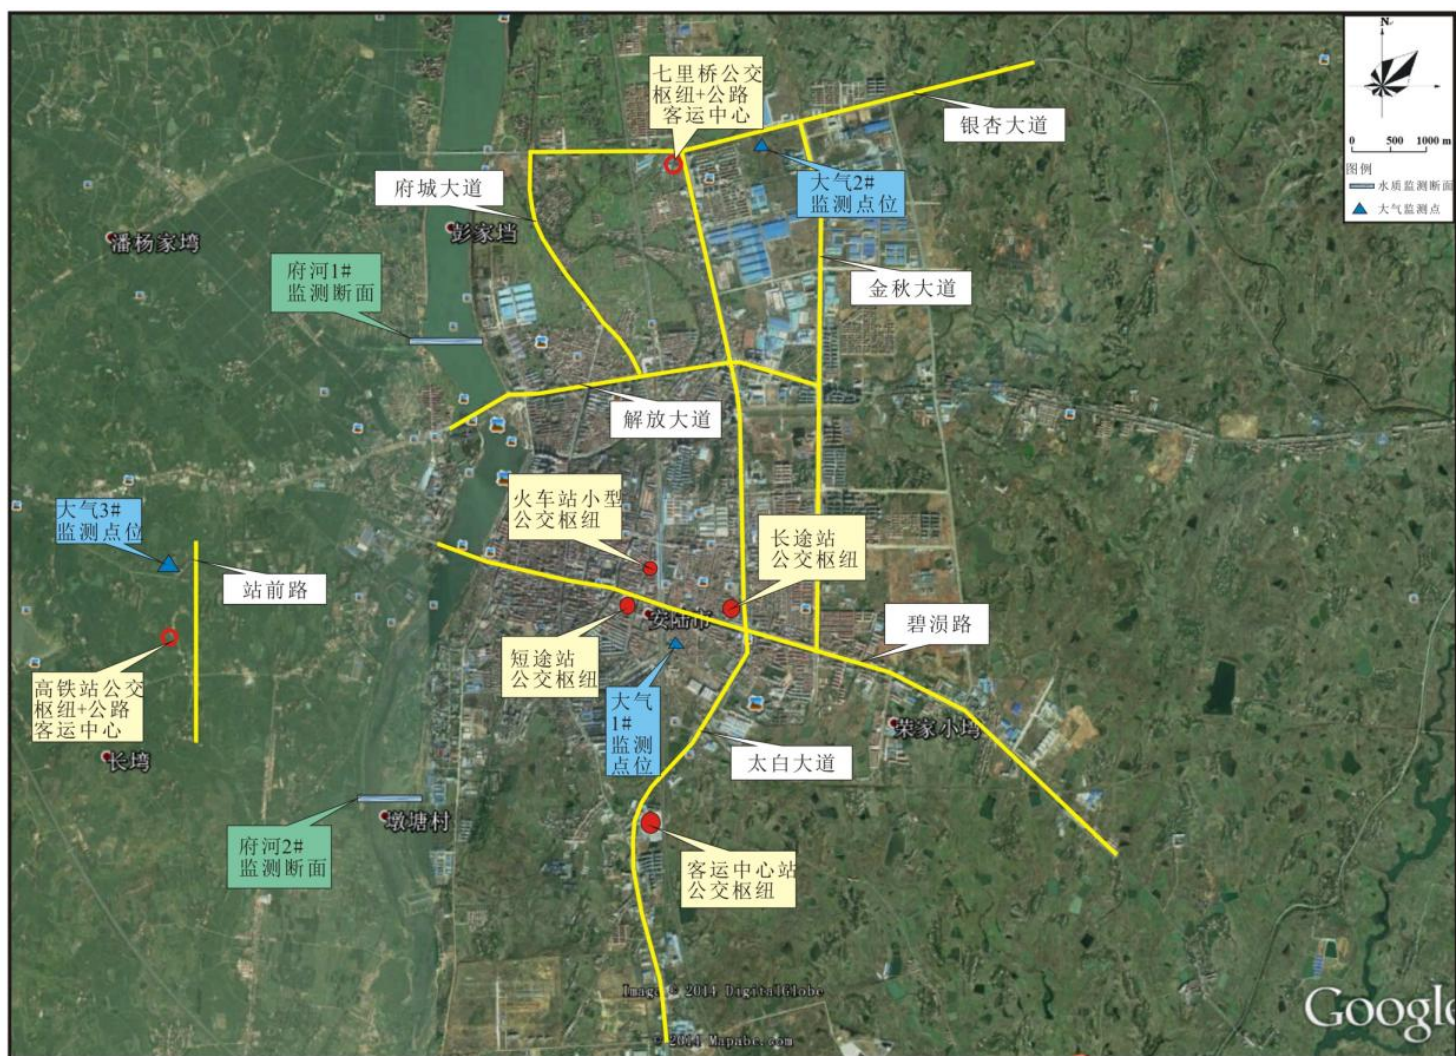 七里桥公交
枢纽+公路
客运中心
银杏大道
N
0 500 1000 m
图例
水质监测断面
大气监测点
府城大道
大气2#
监测点位
彭家垱
潘杨家塆
府河1#
监测断面
金秋大道
解放大道
火车站小型
公交枢纽
长途站
公交枢纽
大气3#
监测点位
站前路
安陆市
碧涢路
短途站
公交枢纽
高铁站公交
枢纽+公路
客运中心
大气
1#
监测
点位
荣家小塆
长塆
太白大道
墩塘村
府河2#
监测断面
客运中心站
公交枢纽
Image © 2014 DigitalGlobe
© 2014 Mapabc.com
Google